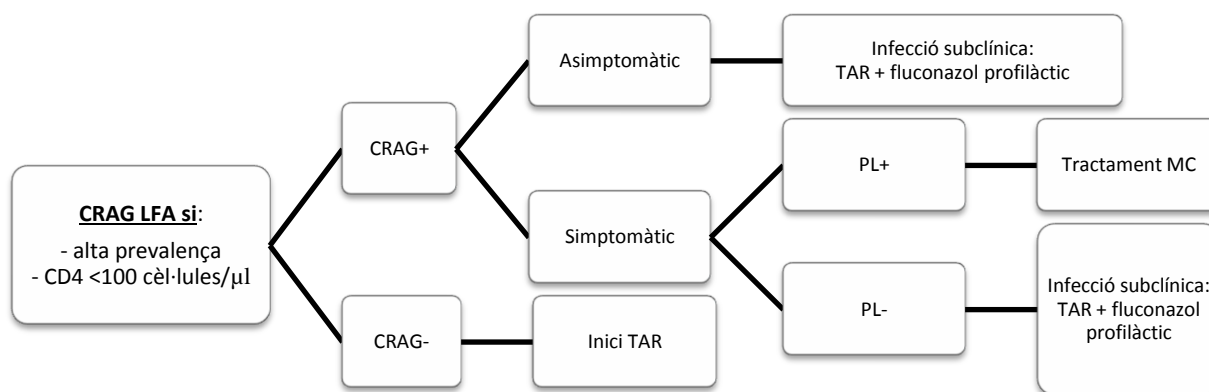 CRAG LFA si:
- alta prevalença
- CD4 <100 cèl·lules/µl
CRAG+
Asimptomàtic
Infecció subclínica:
TAR + fluconazol profilàctic
Simptomàtic
PL+
Tractament MC
PL-
Infecció subclínica:
TAR + fluconazol
profilàctic
CRAG-
Inici TAR